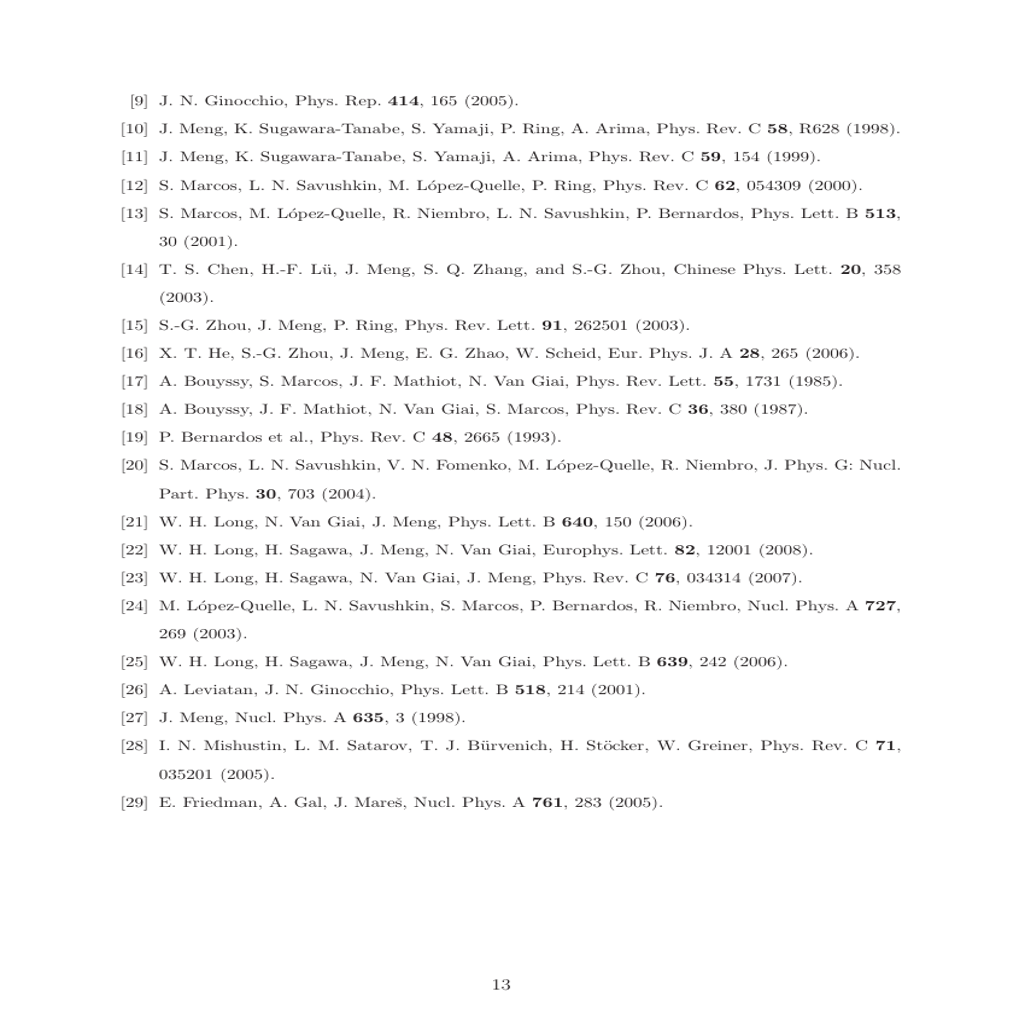 [9] J. N. Ginocchio, Phys. Rep. 414, 165 (2005).
[10] J. Meng, K. Sugawara-Tanabe, S. Yamaji, P. Ring, A. Arima, Phys. Rev. C 58, R628 (1998).
[11] J. Meng, K. Sugawara-Tanabe, S. Yamaji, A. Arima, Phys. Rev. C 59, 154 (1999).
[12] S. Marcos, L. N. Savushkin, M. López-Quelle, P. Ring, Phys. Rev. C 62, 054309 (2000).
[13] S. Marcos, M. López-Quelle, R. Niembro, L. N. Savushkin, P. Bernardos, Phys. Lett. B 513,
30 (2001).
[14] T. S. Chen, H.-F. Lü, J. Meng, S. Q. Zhang, and S.-G. Zhou, Chinese Phys. Lett. 20, 358
(2003).
[15] S.-G. Zhou, J. Meng, P. Ring, Phys. Rev. Lett. 91, 262501 (2003).
[16] X. T. He, S.-G. Zhou, J. Meng, E. G. Zhao, W. Scheid, Eur. Phys. J. A 28, 265 (2006).
[17] A. Bouyssy, S. Marcos, J. F. Mathiot, N. Van Giai, Phys. Rev. Lett. 55, 1731 (1985).
[18] A. Bouyssy, J. F. Mathiot, N. Van Giai, S. Marcos, Phys. Rev. C 36, 380 (1987).
[19] P. Bernardos et al., Phys. Rev. C 48, 2665 (1993).
[20] S. Marcos, L. N. Savushkin, V. N. Fomenko, M. López-Quelle, R. Niembro, J. Phys. G: Nucl.
Part. Phys. 30, 703 (2004).
[21] W. H. Long, N. Van Giai, J. Meng, Phys. Lett. B 640, 150 (2006).
[22] W. H. Long, H. Sagawa, J. Meng, N. Van Giai, Europhys. Lett. 82, 12001 (2008).
[23] W. H. Long, H. Sagawa, N. Van Giai, J. Meng, Phys. Rev. C 76, 034314 (2007).
[24] M. López-Quelle, L. N. Savushkin, S. Marcos, P. Bernardos, R. Niembro, Nucl. Phys. A 727,
269 (2003).
[25] W. H. Long, H. Sagawa, J. Meng, N. Van Giai, Phys. Lett. B 639, 242 (2006).
[26] A. Leviatan, J. N. Ginocchio, Phys. Lett. B 518, 214 (2001).
[27] J. Meng, Nucl. Phys. A 635, 3 (1998).
[28] I. N. Mishustin, L. M. Satarov, T. J. Bürvenich, H. Stöcker, W. Greiner, Phys. Rev. C 71,
035201 (2005).
[29] E. Friedman, A. Gal, J. Mareš, Nucl. Phys. A 761, 283 (2005).
13